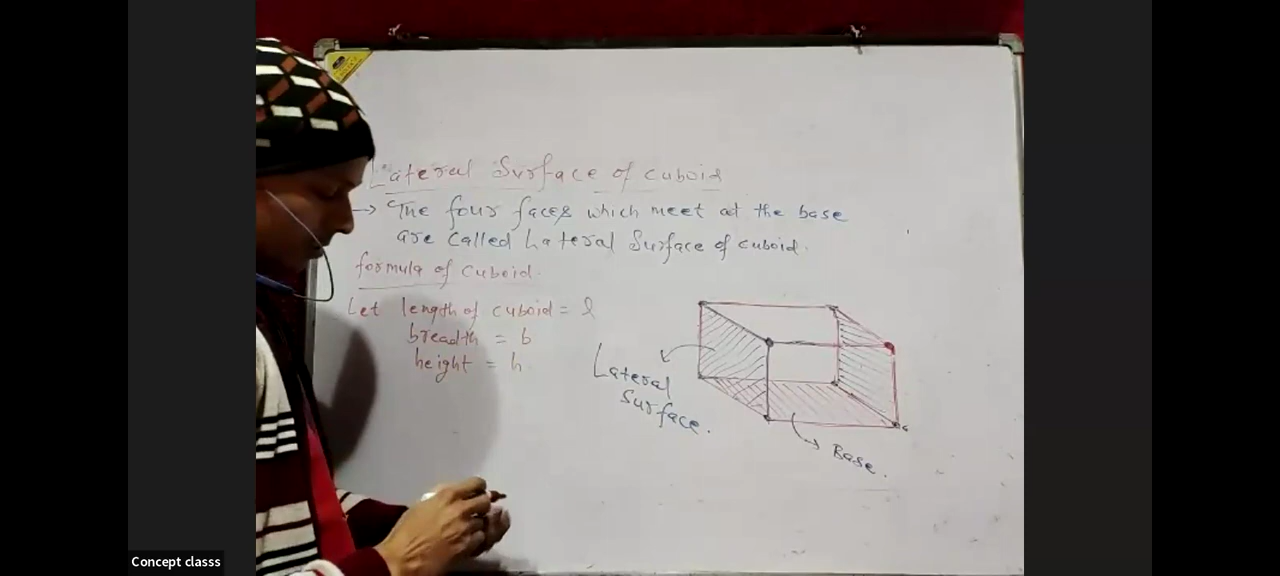 Lateral Surface of cuboid
→ The four faces which meet at the base
are called Lateral Surface of cuboid.
formula of cuboid.
Let length of cuboid = l
breadth = b
height = h
Lateral
Surface.
Base.
Concept classs